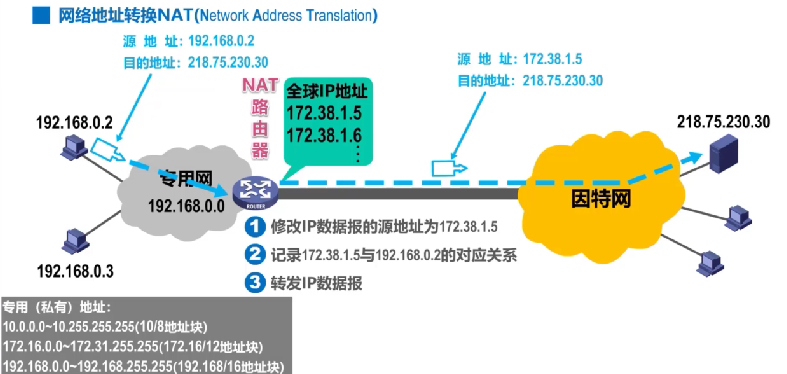 网络地址转换NAT(Network Address Translation)
源 地 址：192.168.0.2
目的地址：218.75.230.30
源 地 址：172.38.1.5
目的地址：218.75.230.30
NAT路由器
全球IP地址
172.38.1.5
172.38.1.6
⋮
192.168.0.2
218.75.230.30
专用网
192.168.0.0
ROUTER
因特网
192.168.0.3
1 修改IP数据报的源地址为172.38.1.5
2 记录172.38.1.5与192.168.0.2的对应关系
3 转发IP数据报
专用（私有）地址：
10.0.0.0~10.255.255.255(10/8地址块)
172.16.0.0~172.31.255.255(172.16/12地址块)
192.168.0.0~192.168.255.255(192.168/16地址块)